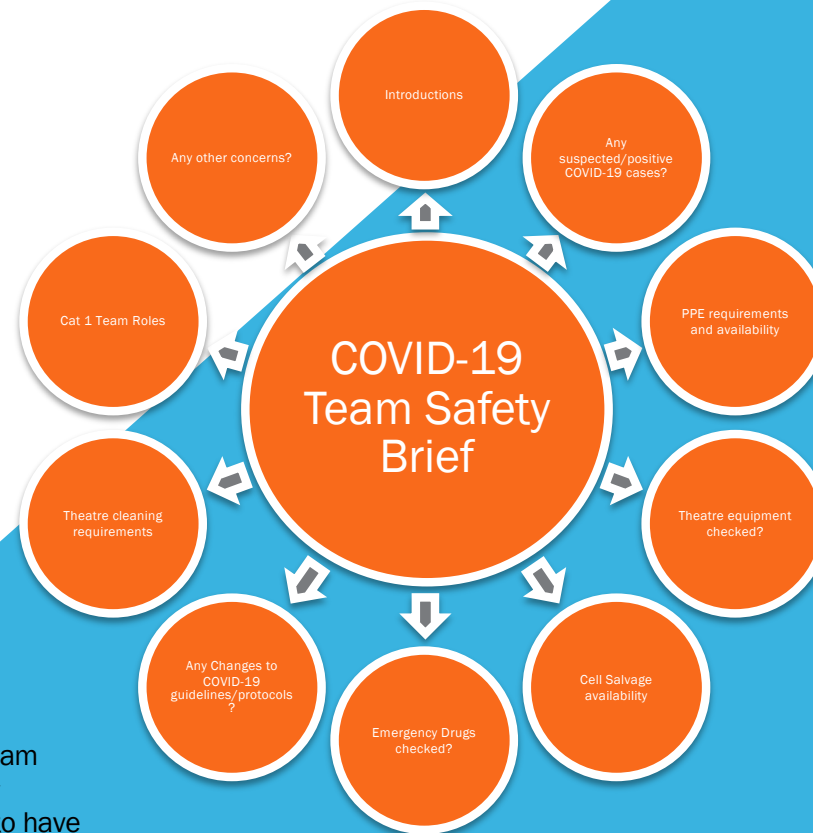 Introductions
Any
suspected/positive
COVID-19 cases?
Any other concerns?
PPE requirements
and availability
Cat 1 Team Roles
COVID-19
Team Safety
Brief
Theatre cleaning
requirements
Theatre equipment
checked?
Any Changes to
COVID-19
guidelines/protocols
?
Cell Salvage
availability
Emergency Drugs
checked?
have